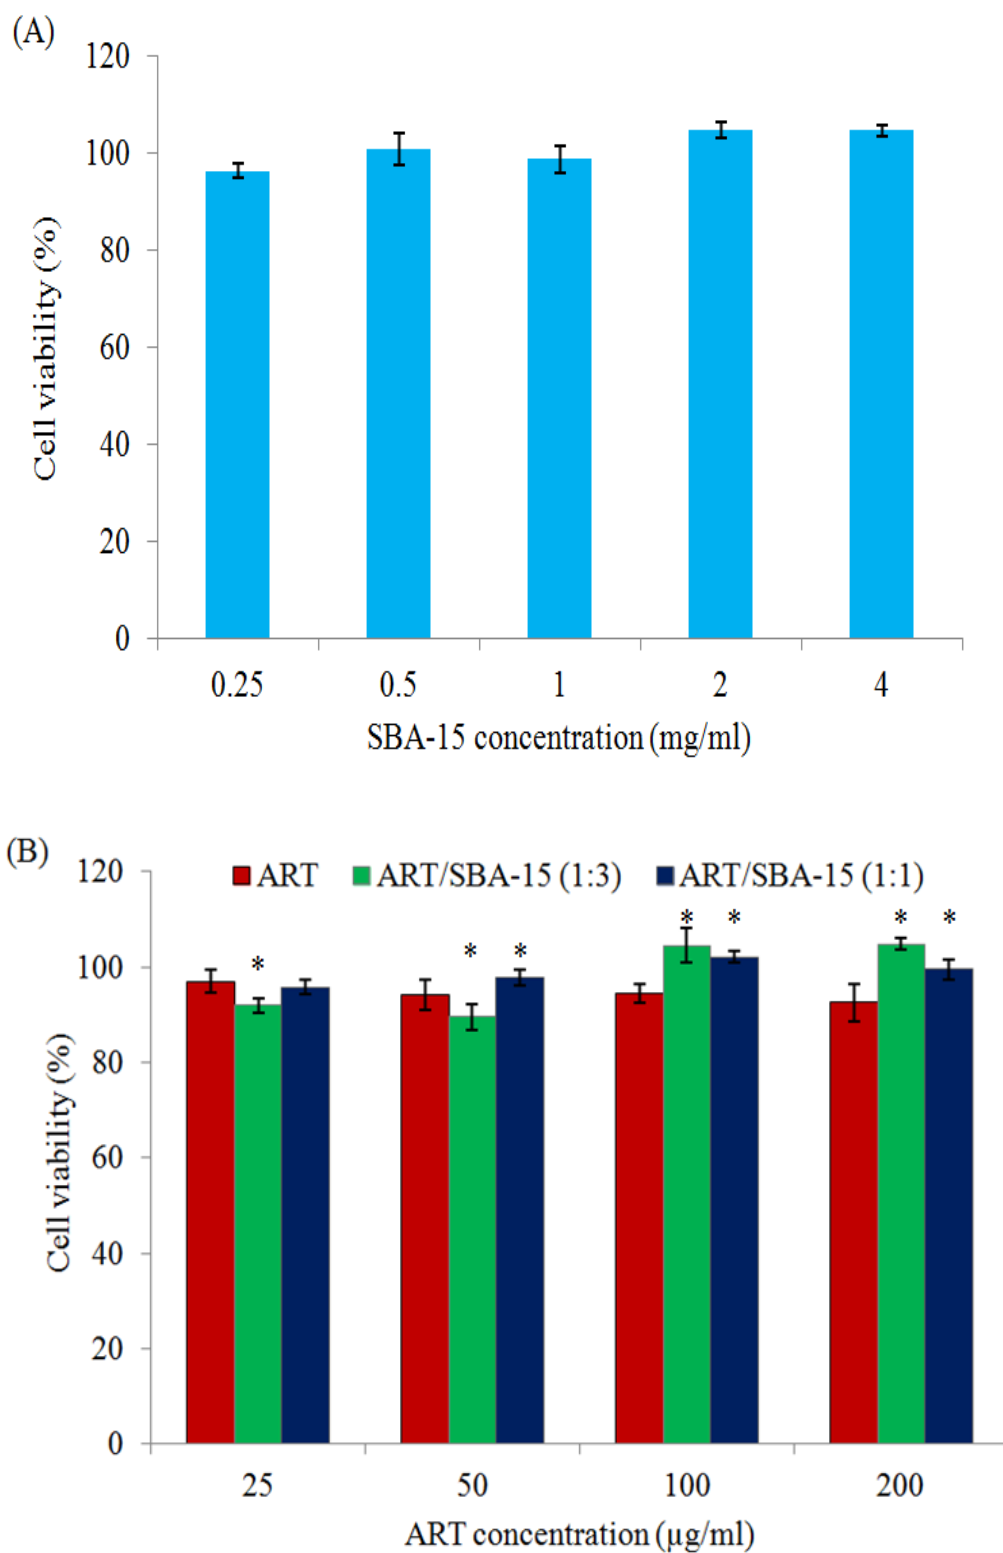 (A)
120
100
80
60
40
20
0
Cell viability (%)
0.25 0.5 1 2 4
SBA-15 concentration (mg/ml)
(B)
ART ART/SBA-15 (1:3) ART/SBA-15 (1:1)
120
100
80
60
40
20
0
Cell viability (%)
* * * * * * *
25 50 100 200
ART concentration (µg/ml)